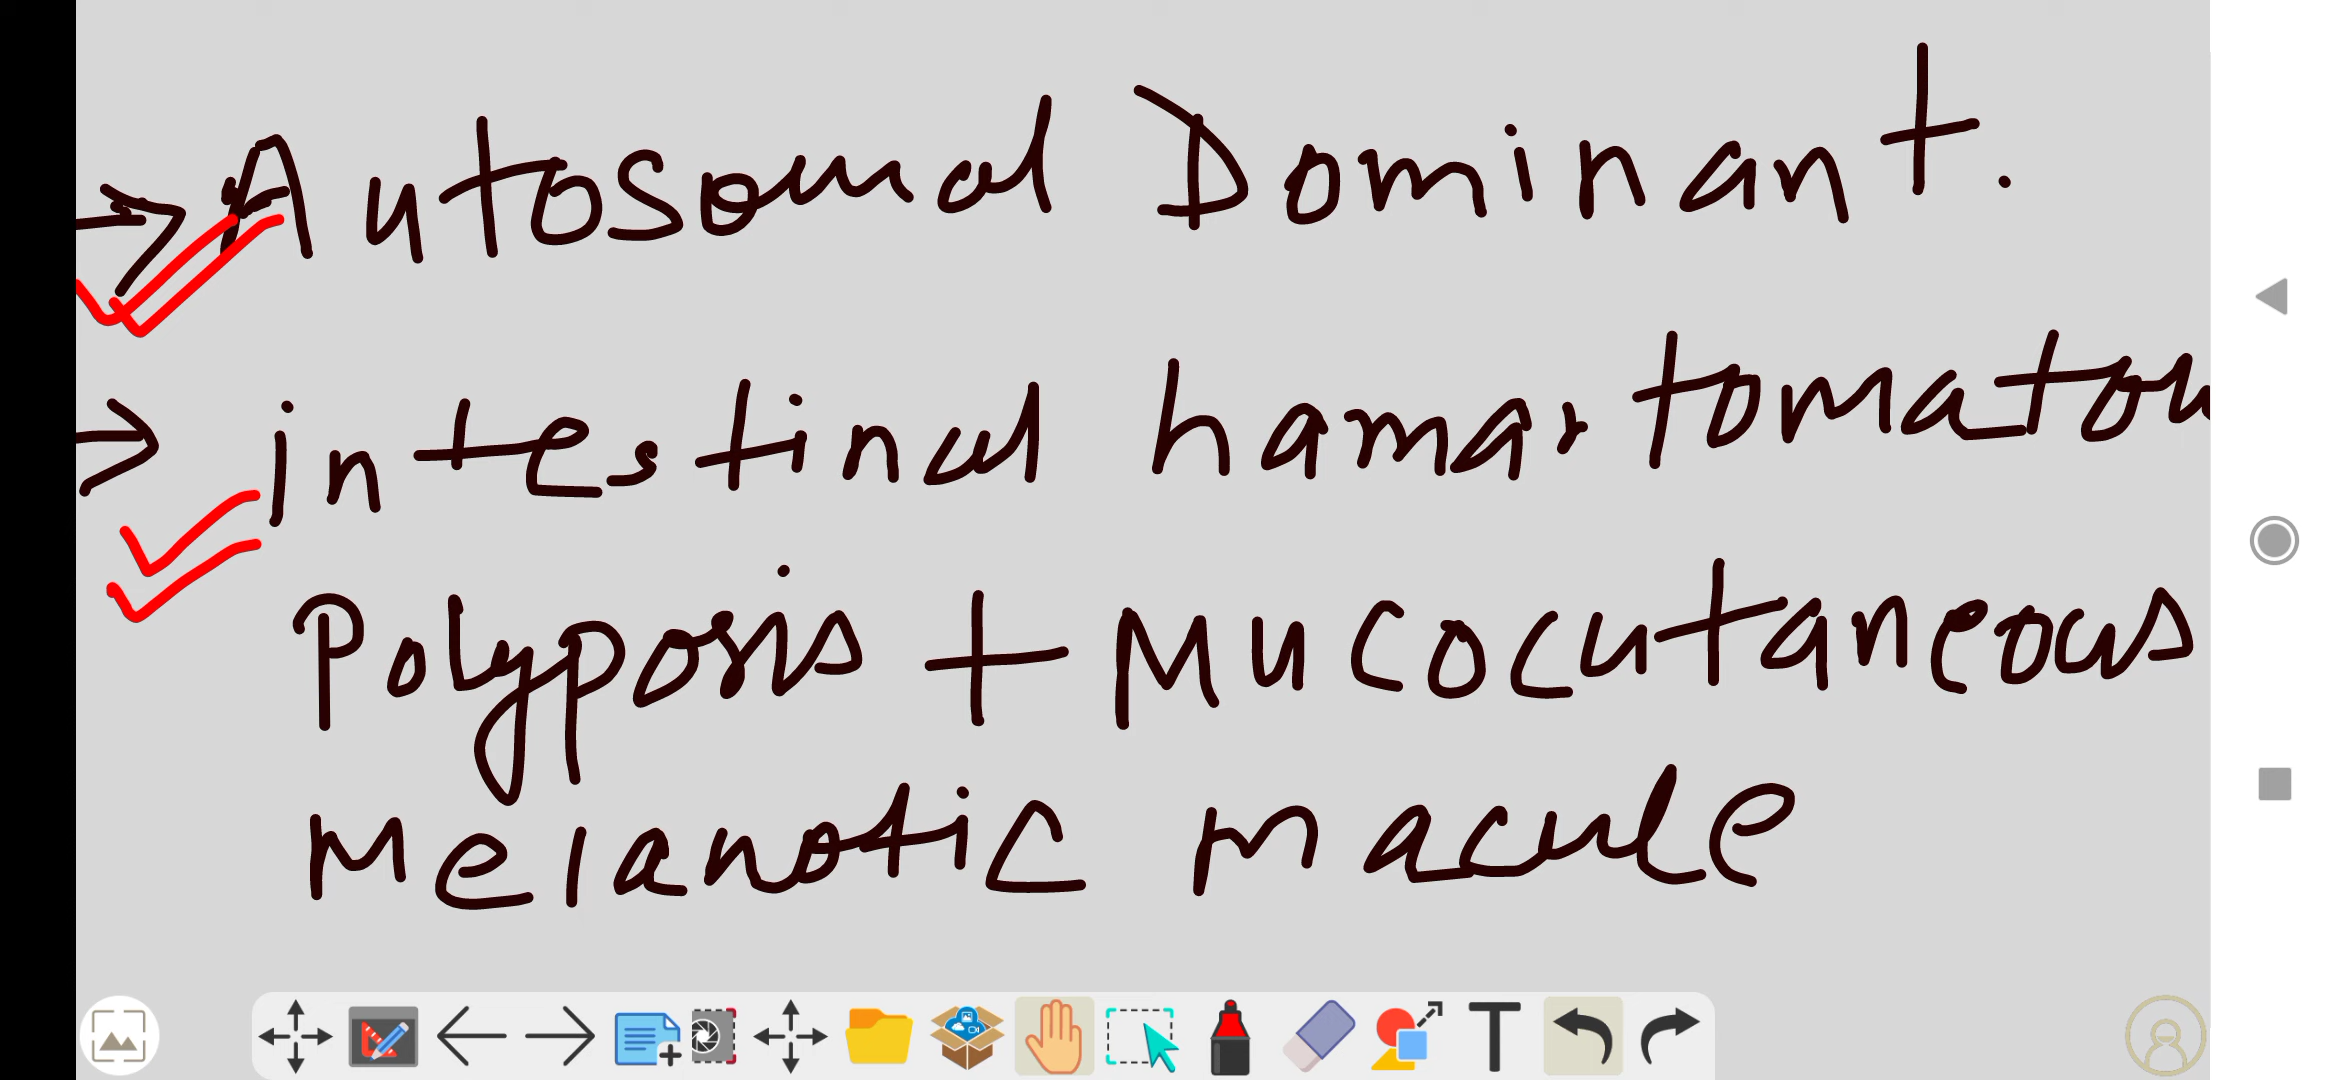 → Autosomal Dominant.
→ intestinal hamartomatou
Polyposis + Mucocutaneous
Melanotic macule